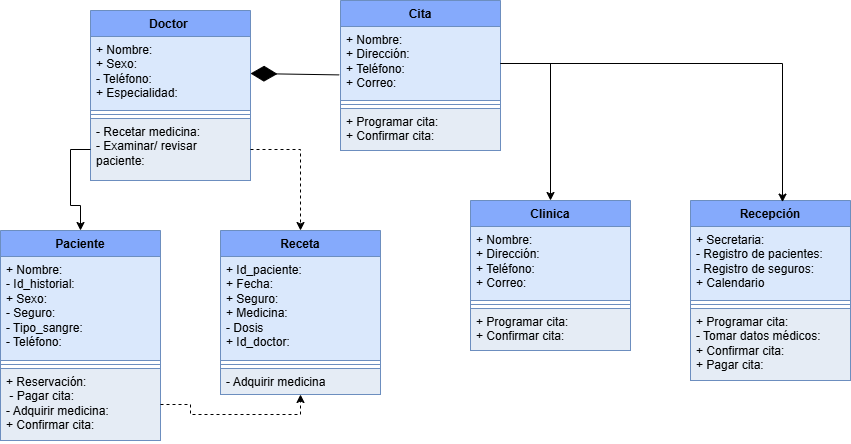 Doctor
+ Nombre:
+ Sexo:
- Teléfono:
+ Especialidad:
- Recetar medicina:
- Examinar/ revisar
paciente:
Cita
+ Nombre:
+ Dirección:
+ Teléfono:
+ Correo:
+ Programar cita:
+ Confirmar cita:
Paciente
+ Nombre:
- Id_historial:
+ Sexo:
- Seguro:
- Tipo_sangre:
- Teléfono:
+ Reservación:
- Pagar cita:
- Adquirir medicina:
+ Confirmar cita:
Receta
+ Id_paciente:
+ Fecha:
+ Seguro:
+ Medicina:
- Dosis
+ Id_doctor:
- Adquirir medicina
Clinica
+ Nombre:
+ Dirección:
+ Teléfono:
+ Correo:
+ Programar cita:
+ Confirmar cita:
Recepción
+ Secretaria:
- Registro de pacientes:
- Registro de seguros:
+ Calendario
+ Programar cita:
- Tomar datos médicos:
+ Confirmar cita:
+ Pagar cita: